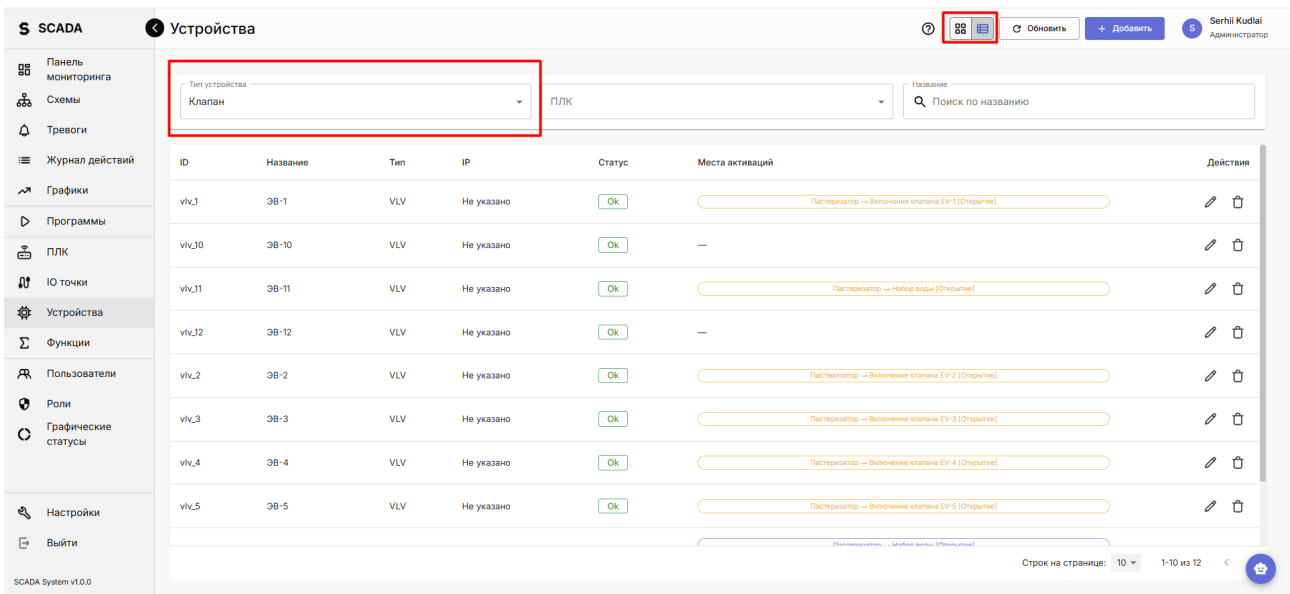 S SCADA
Устройства
Обновить
+ Добавить
S
Serhii Kudlai
Администратор
Панель
мониторинга
Схемы
Тревоги
Журнал действий
Графики
Программы
ПЛК
IO точки
Устройства
Функции
Пользователи
Роли
Графические
статусы
Настройки
Выйти
SCADA System v1.0.0
Тип устройства
Клапан
ПЛК
Название
Поиск по названию
ID Название Тип IP Статус Места активаций Действия
vlv_1 ЭВ-1 VLV Не указано Ok Пастеризатор → Включение клапана EV-1 [Открытие]
vlv_10 ЭВ-10 VLV Не указано Ok —
vlv_11 ЭВ-11 VLV Не указано Ok Пастеризатор → Набор воды [Открытие]
vlv_12 ЭВ-12 VLV Не указано Ok —
vlv_2 ЭВ-2 VLV Не указано Ok Пастеризатор → Включение клапана EV-2 [Открытие]
vlv_3 ЭВ-3 VLV Не указано Ok Пастеризатор → Включение клапана EV-3 [Открытие]
vlv_4 ЭВ-4 VLV Не указано Ok Пастеризатор → Включение клапана EV-4 [Открытие]
vlv_5 ЭВ-5 VLV Не указано Ok Пастеризатор → Включение клапана EV-5 [Открытие]
Пастеризатор → Набор воды [Открытие]
Строк на странице: 10 1-10 из 12